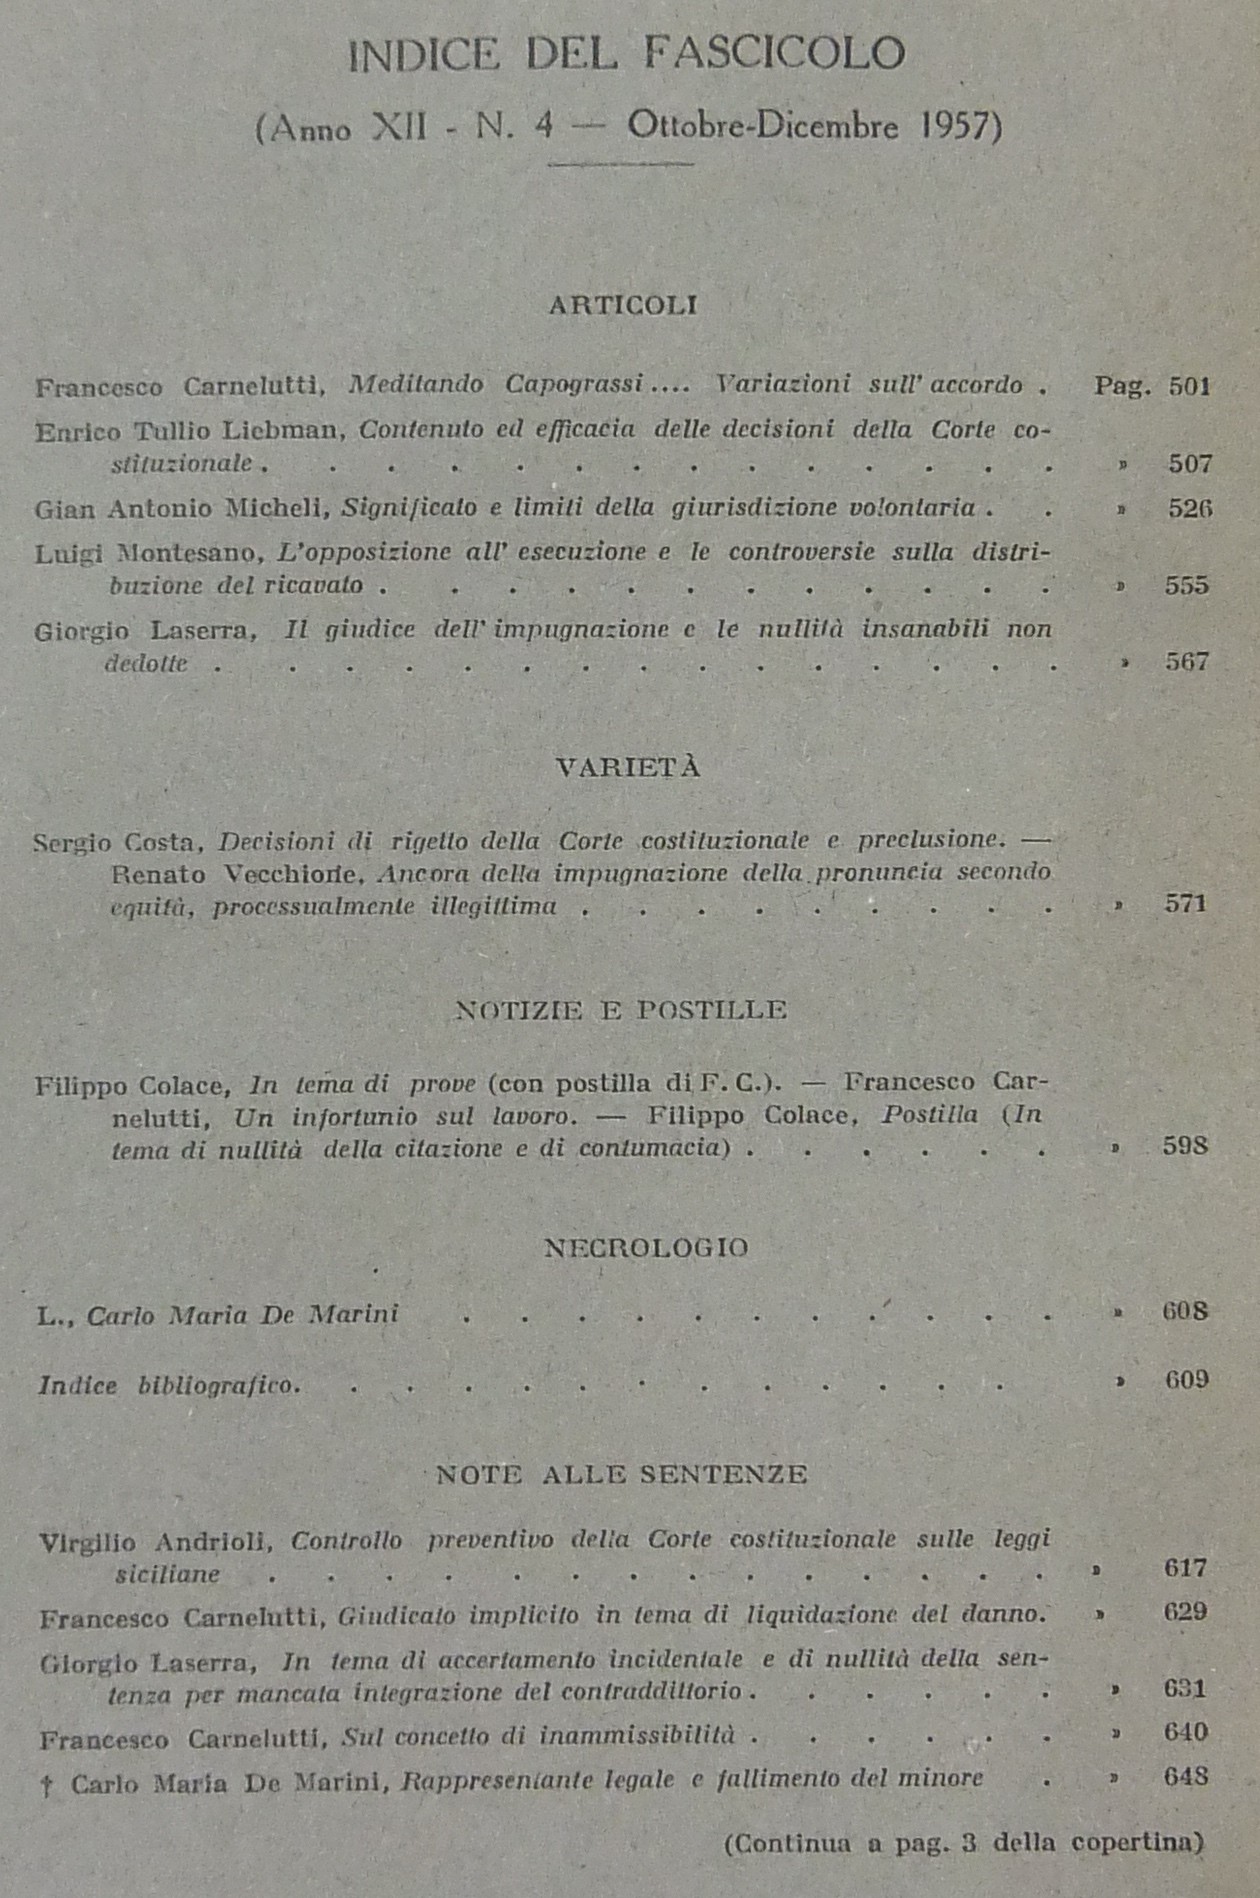 INDICE DEL FASCICOLO
(Anno XII - N. 4 — Ottobre-Dicembre 1957)
ARTICOLI
Francesco Carnelutti, Meditando Capograssi.... Variazioni sull' accordo . Pag. 501
Enrico Tullio Liebman, Contenuto ed efficacia delle decisioni della Corte co-
stituzionale . . . . . . . . . . . . . . » 507
Gian Antonio Micheli, Significato e limiti della giurisdizione volontaria . . » 526
Luigi Montesano, L'opposizione all' esecuzione e le controversie sulla distri-
buzione del ricavato . . . . . . . . . . . . » 555
Giorgio Laserra, Il giudice dell' impugnazione e le nullità insanabili non
dedotte . . . . . . . . . . . . . . . » 567
VARIETÀ
Sergio Costa, Decisioni di rigetto della Corte costituzionale e preclusione. —
Renato Vecchione, Ancora della impugnazione della pronuncia secondo
equità, processualmente illegittima . . . . . . . . . » 571
NOTIZIE E POSTILLE
Filippo Colace, In tema di prove (con postilla di F. C.). — Francesco Car-
nelutti, Un infortunio sul lavoro. — Filippo Colace, Postilla (In
tema di nullità della citazione e di contumacia) . . . . . . » 598
NECROLOGIO
L., Carlo Maria De Marini . . . . . . . . . . . » 608
Indice bibliografico. . . . . . . . . . . . . » 609
NOTE ALLE SENTENZE
Virgilio Andrioli, Controllo preventivo della Corte costituzionale sulle leggi
siciliane . . . . . . . . . . . . . . » 617
Francesco Carnelutti, Giudicato implicito in tema di liquidazione del danno. » 629
Giorgio Laserra, In tema di accertamento incidentale e di nullità della sen-
tenza per mancata integrazione del contraddittorio . . . . . . » 631
Francesco Carnelutti, Sul concetto di inammissibilità . . . . . . » 640
† Carlo Maria De Marini, Rappresentante legale e fallimento del minore . » 648
(Continua a pag. 3 della copertina)